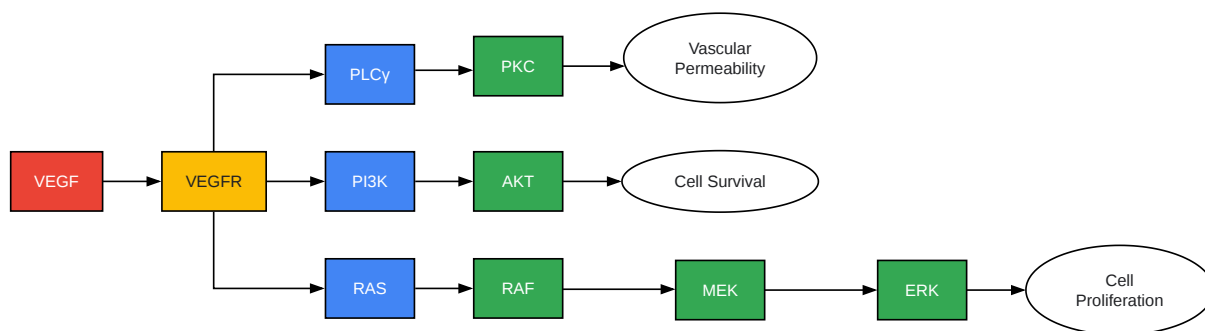 PLCγ
PKC
Vascular
Permeability
VEGF
VEGFR
PI3K
AKT
Cell Survival
RAS
RAF
MEK
ERK
Cell
Proliferation